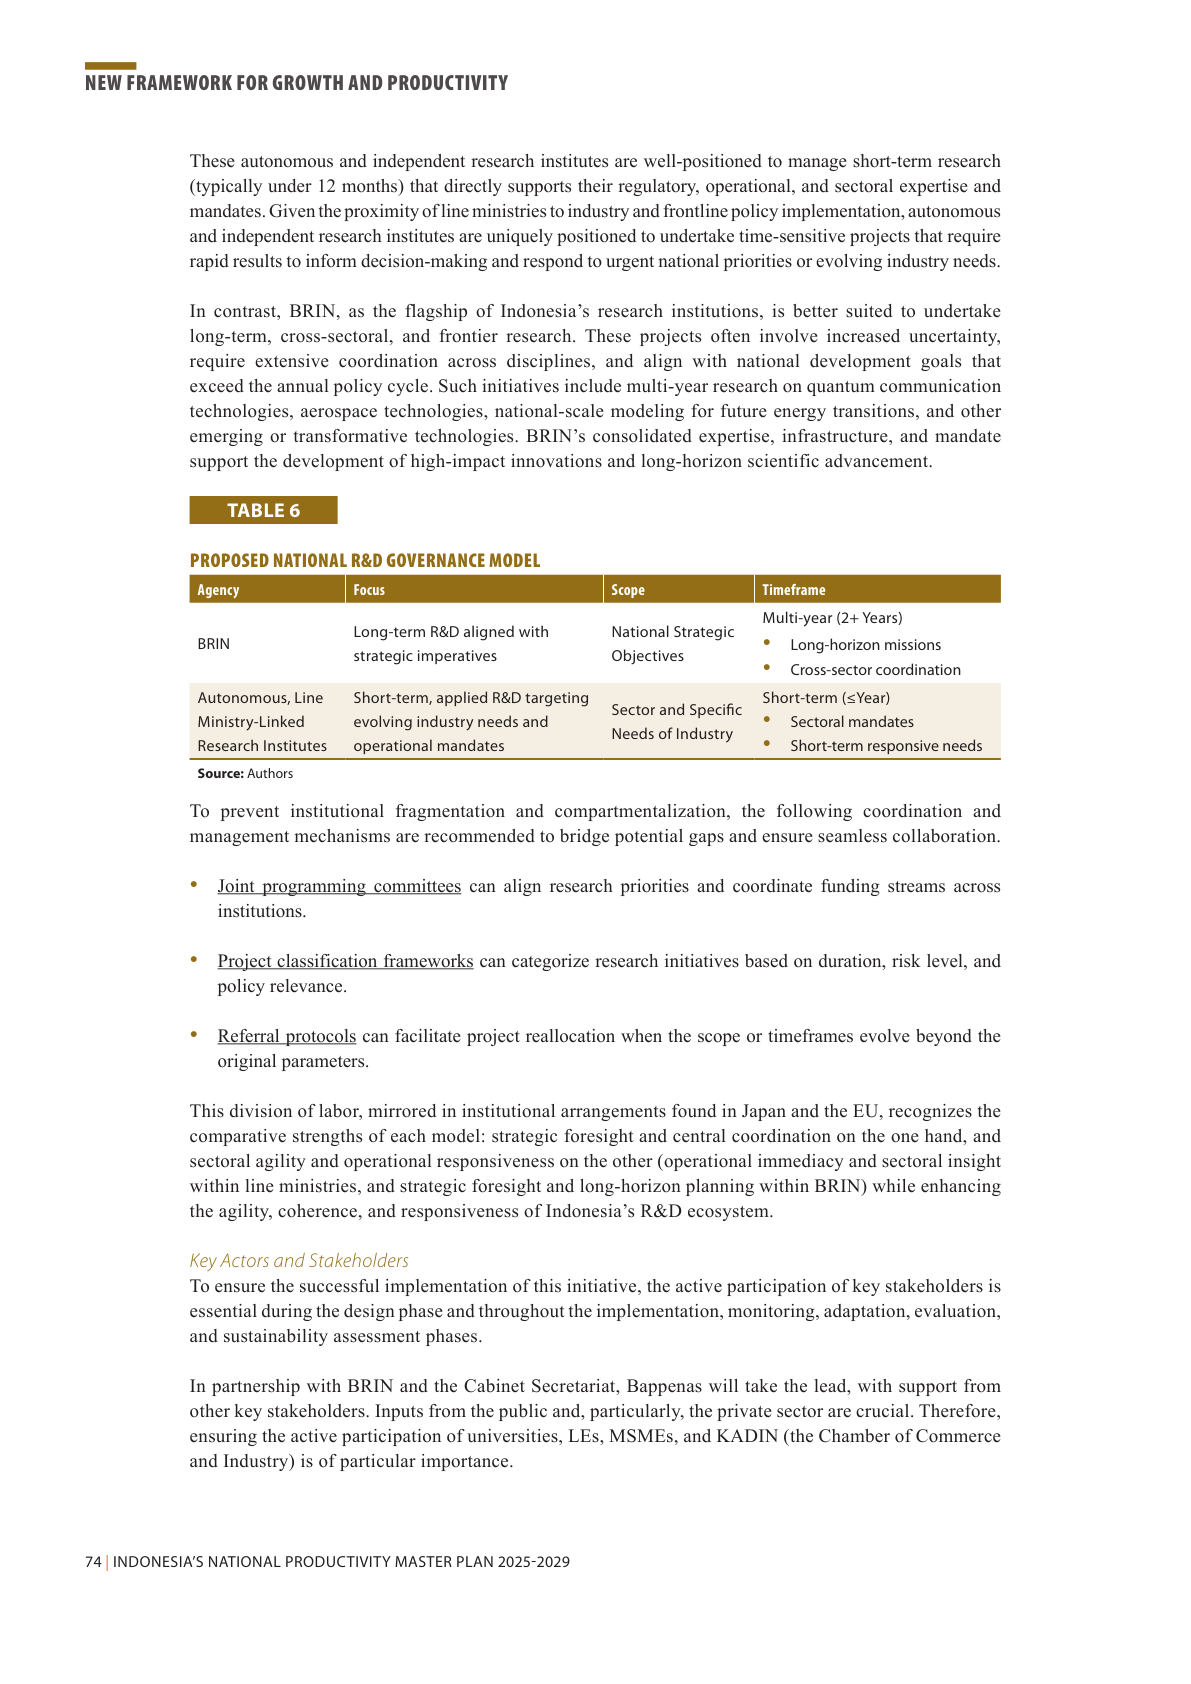 NEW FRAMEWORK FOR GROWTH AND PRODUCTIVITY
These autonomous and independent research institutes are well-positioned to manage short-term research
(typically under 12 months) that directly supports their regulatory, operational, and sectoral expertise and
mandates. Given the proximity of line ministries to industry and frontline policy implementation, autonomous
and independent research institutes are uniquely positioned to undertake time-sensitive projects that require
rapid results to inform decision-making and respond to urgent national priorities or evolving industry needs.
In contrast, BRIN, as the flagship of Indonesia’s research institutions, is better suited to undertake
long-term, cross-sectoral, and frontier research. These projects often involve increased uncertainty,
require extensive coordination across disciplines, and align with national development goals that
exceed the annual policy cycle. Such initiatives include multi-year research on quantum communication
technologies, aerospace technologies, national-scale modeling for future energy transitions, and other
emerging or transformative technologies. BRIN’s consolidated expertise, infrastructure, and mandate
support the development of high-impact innovations and long-horizon scientific advancement.
TABLE 6
PROPOSED NATIONAL R&D GOVERNANCE MODEL
Agency Focus Scope Timeframe
BRIN
Long-term R&D aligned with
strategic imperatives
National Strategic
Objectives
Multi-year (2+ Years)
• Long-horizon missions
• Cross-sector coordination
Autonomous, Line
Ministry-Linked
Research Institutes
Short-term, applied R&D targeting
evolving industry needs and
operational mandates
Sector and Specific
Needs of Industry
Short-term (≤Year)
• Sectoral mandates
• Short-term responsive needs
Source: Authors
To prevent institutional fragmentation and compartmentalization, the following coordination and
management mechanisms are recommended to bridge potential gaps and ensure seamless collaboration.
• Joint programming committees can align research priorities and coordinate funding streams across
institutions.
• Project classification frameworks can categorize research initiatives based on duration, risk level, and
policy relevance.
• Referral protocols can facilitate project reallocation when the scope or timeframes evolve beyond the
original parameters.
This division of labor, mirrored in institutional arrangements found in Japan and the EU, recognizes the
comparative strengths of each model: strategic foresight and central coordination on the one hand, and
sectoral agility and operational responsiveness on the other (operational immediacy and sectoral insight
within line ministries, and strategic foresight and long-horizon planning within BRIN) while enhancing
the agility, coherence, and responsiveness of Indonesia’s R&D ecosystem.
Key Actors and Stakeholders
To ensure the successful implementation of this initiative, the active participation of key stakeholders is
essential during the design phase and throughout the implementation, monitoring, adaptation, evaluation,
and sustainability assessment phases.
In partnership with BRIN and the Cabinet Secretariat, Bappenas will take the lead, with support from
other key stakeholders. Inputs from the public and, particularly, the private sector are crucial. Therefore,
ensuring the active participation of universities, LEs, MSMEs, and KADIN (the Chamber of Commerce
and Industry) is of particular importance.
74 | INDONESIA’S NATIONAL PRODUCTIVITY MASTER PLAN 2025-2029